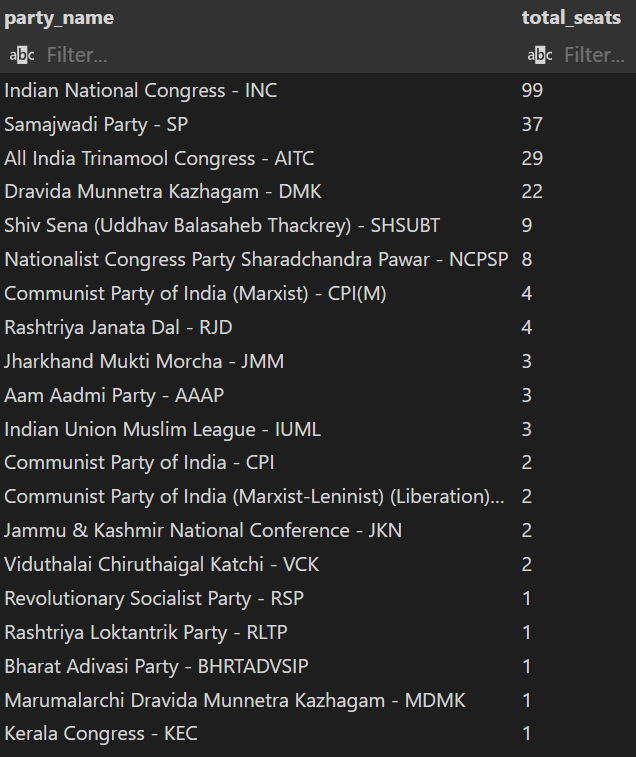 party_name total_seats
abc Filter... abc Filter...
Indian National Congress - INC 99
Samajwadi Party - SP 37
All India Trinamool Congress - AITC 29
Dravida Munnetra Kazhagam - DMK 22
Shiv Sena (Uddhav Balasaheb Thackrey) - SHSUBT 9
Nationalist Congress Party Sharadchandra Pawar - NCPSP 8
Communist Party of India (Marxist) - CPI(M) 4
Rashtriya Janata Dal - RJD 4
Jharkhand Mukti Morcha - JMM 3
Aam Aadmi Party - AAAP 3
Indian Union Muslim League - IUML 3
Communist Party of India - CPI 2
Communist Party of India (Marxist-Leninist) (Liberation)... 2
Jammu & Kashmir National Conference - JKN 2
Viduthalai Chiruthaigal Katchi - VCK 2
Revolutionary Socialist Party - RSP 1
Rashtriya Loktantrik Party - RLTP 1
Bharat Adivasi Party - BHRTADVSIP 1
Marumalarchi Dravida Munnetra Kazhagam - MDMK 1
Kerala Congress - KEC 1